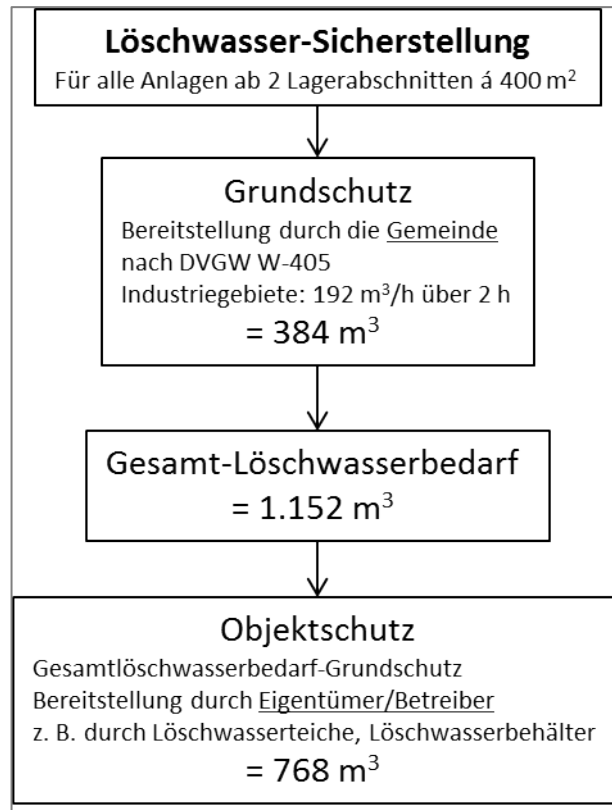 Löschwasser-Sicherstellung
Für alle Anlagen ab 2 Lagerabschnitten á 400 m²
Grundschutz
Bereitstellung durch die Gemeinde
nach DVGW W-405
Industriegebiete: 192 m³/h über 2 h
= 384 m³
Gesamt-Löschwasserbedarf
= 1.152 m³
Objektschutz
Gesamtlöschwasserbedarf-Grundschutz
Bereitstellung durch Eigentümer/Betreiber
z. B. durch Löschwasserteiche, Löschwasserbehälter
= 768 m³